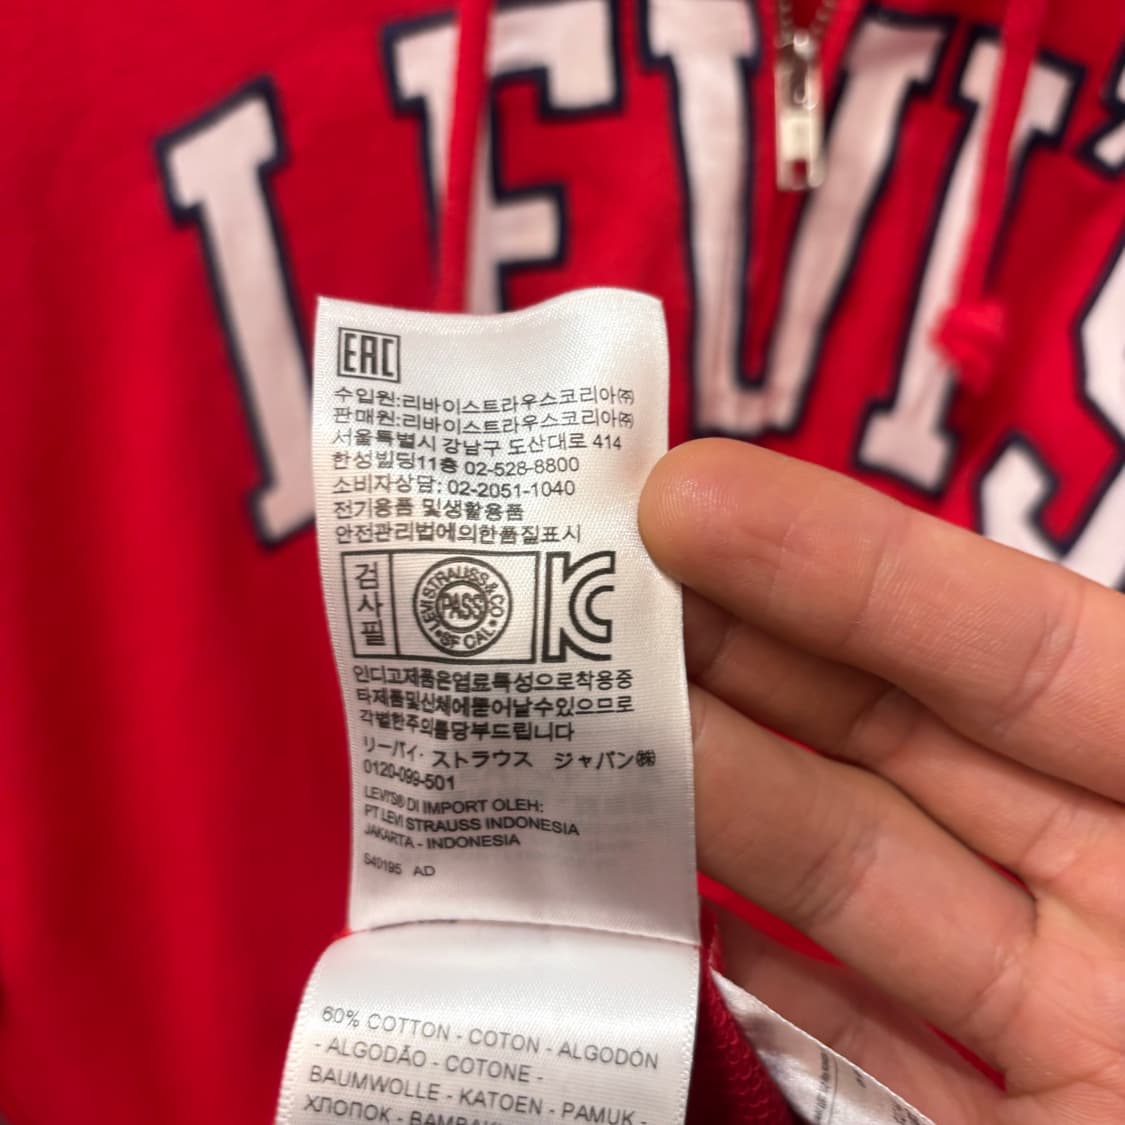 LEVI'S
EAC
수입원:리바이스트라우스코리아㈜
판매원:리바이스트라우스코리아㈜
서울특별시 강남구 도산대로 414
한성빌딩11층 02-528-8800
소비자상담: 02-2051-1040
전기용품 및생활용품
안전관리법에의한품질표시
검사필
LEVI STRAUSS & CO
PASS
SF CAL
KC
인디고제품은염료특성으로착용중
타제품및신체에묻어날수있으므로
각별한주의를당부드립니다
リーバイ・ストラウス ジャパン㈱
0120-099-501
LEVI'S® DI IMPORT OLEH:
PT LEVI STRAUSS INDONESIA
JAKARTA - INDONESIA
S40195 AD
60% COTTON - COTON - ALGODÓN
- ALGODÃO - COTONE -
BAUMWOLLE - KATOEN - PAMUK -
ХЛОПОК -